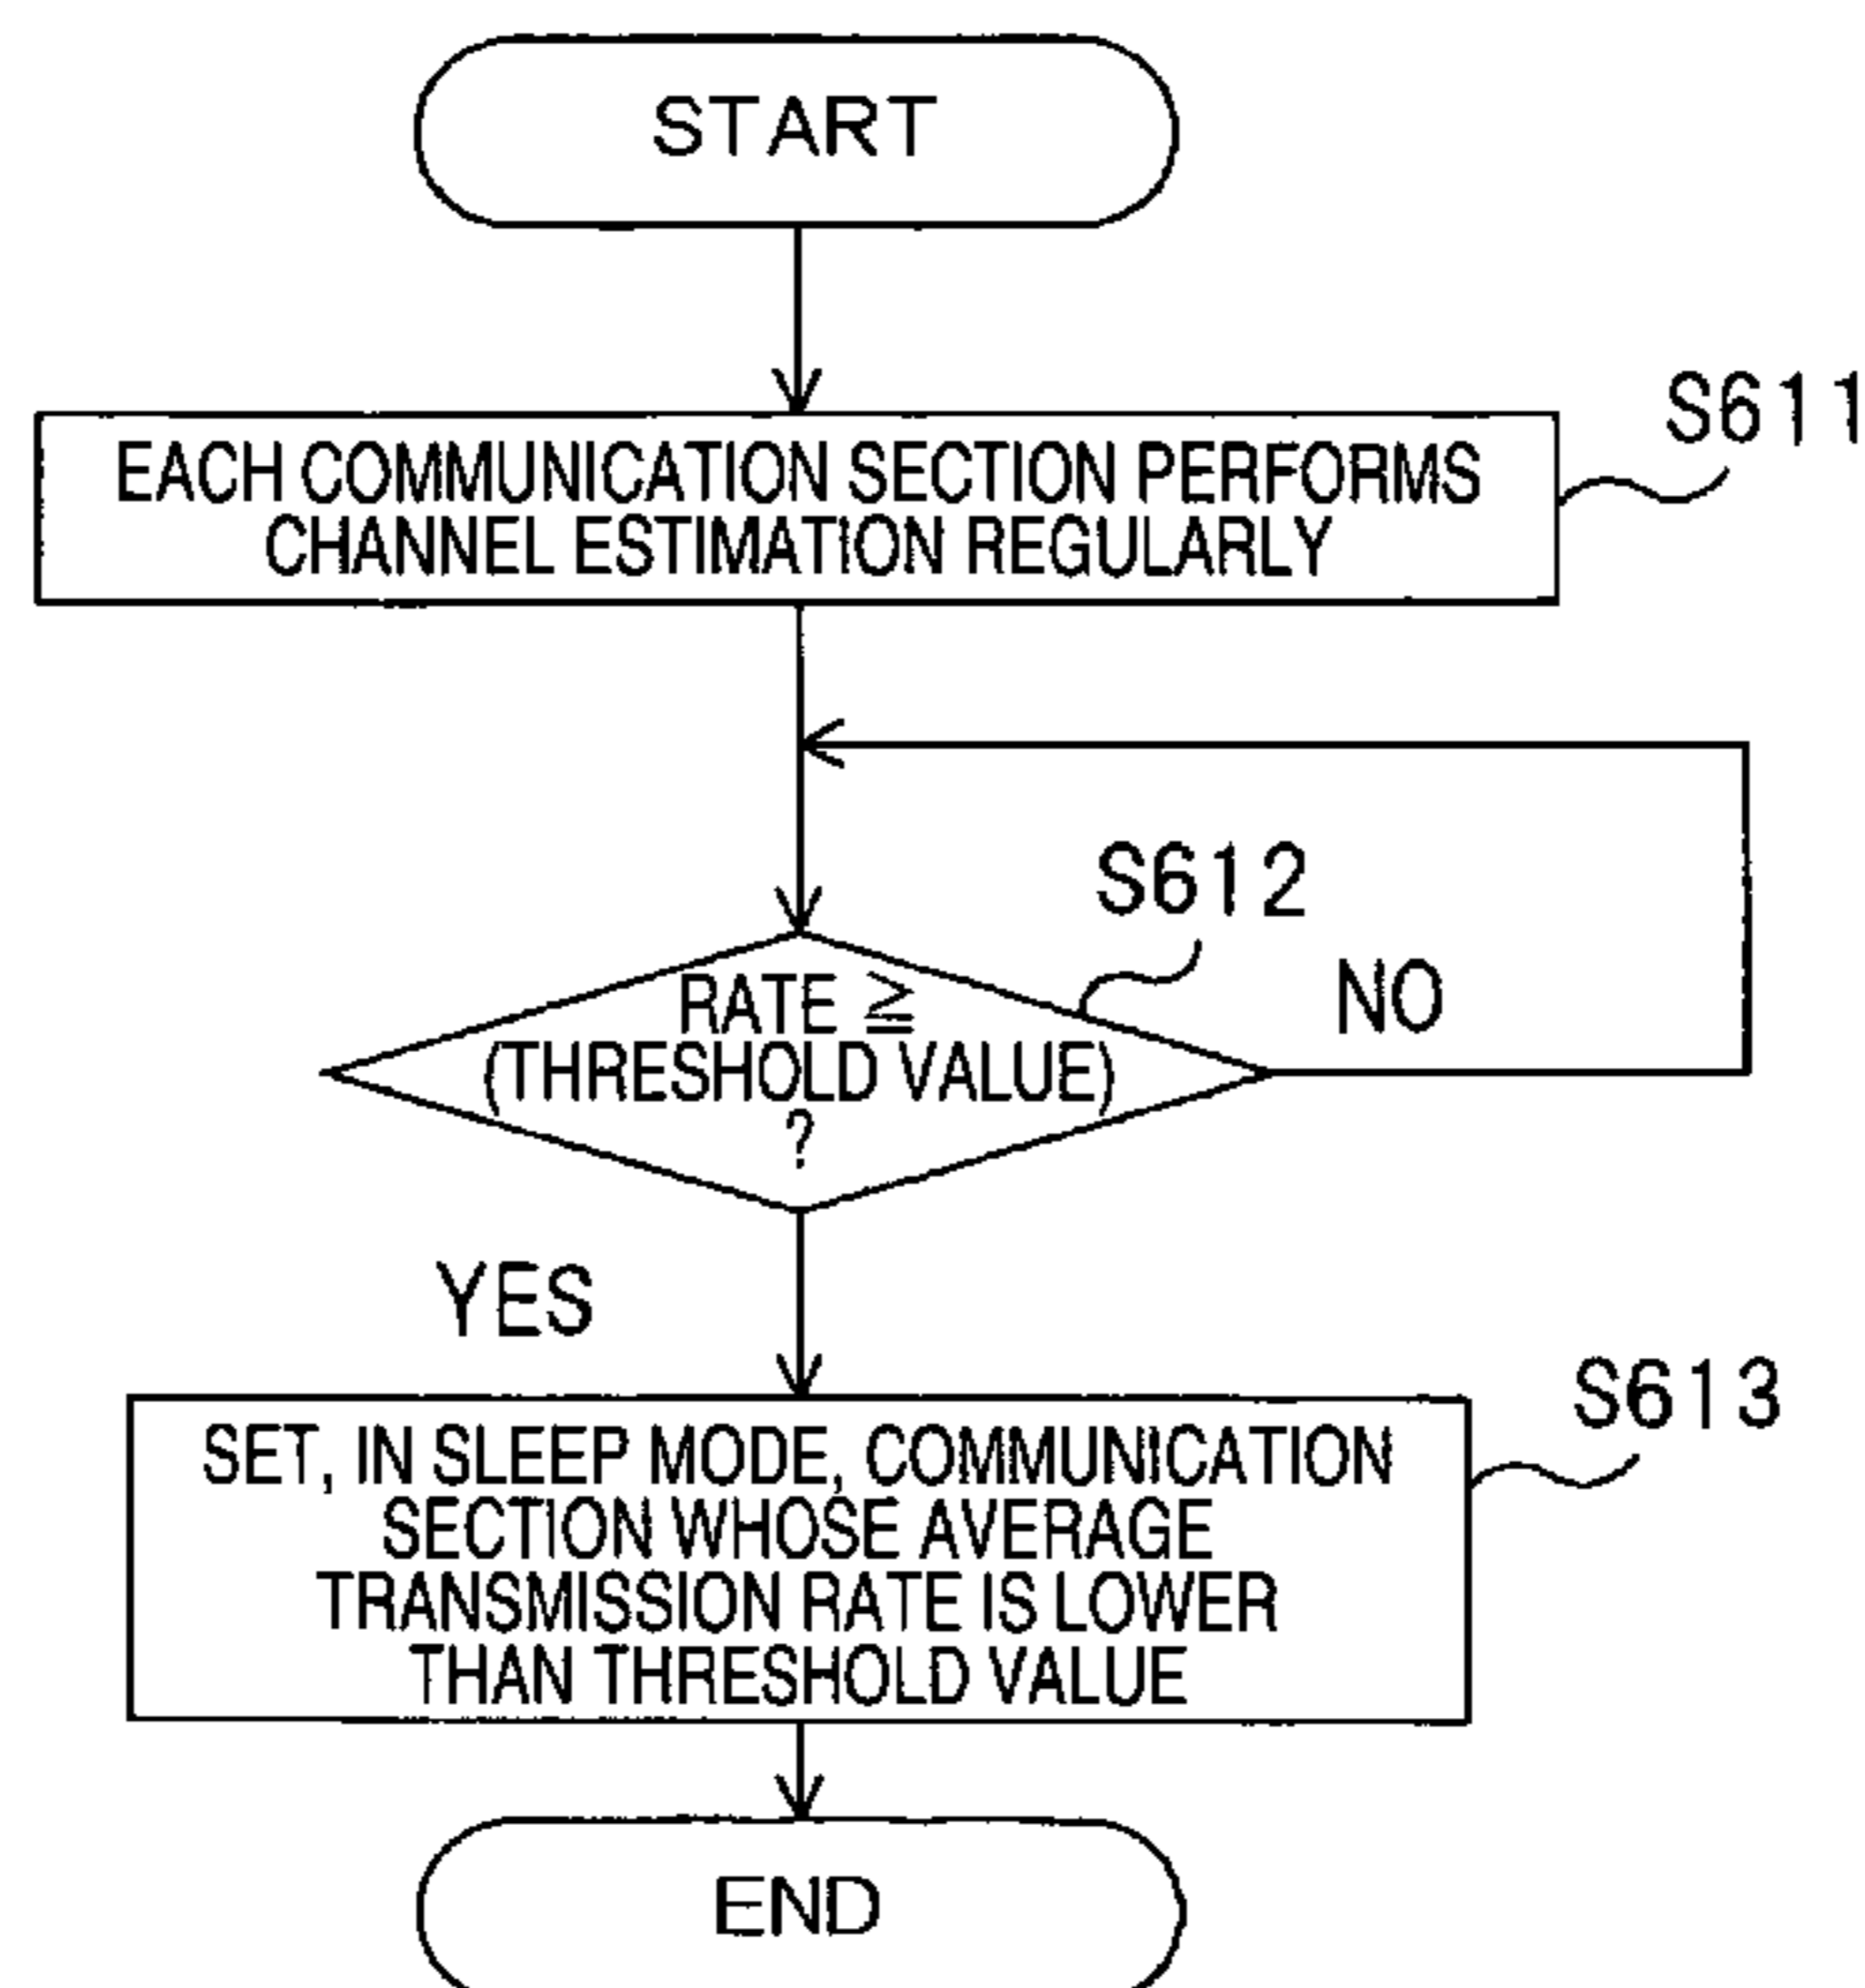 START
S611
EACH COMMUNICATION SECTION PERFORMS
CHANNEL ESTIMATION REGULARLY
S612
NO
RATE ≧
(THRESHOLD VALUE)
?
YES
S613
SET, IN SLEEP MODE, COMMUNICATION
SECTION WHOSE AVERAGE
TRANSMISSION RATE IS LOWER
THAN THRESHOLD VALUE
END